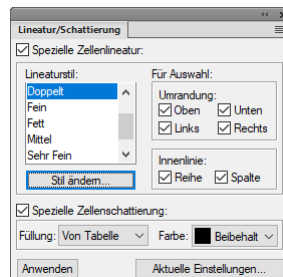 Lineatur/Schattierung
Spezielle Zellenlineatur:
Lineaturstil:
Doppelt
Fein
Fett
Mittel
Sehr Fein
Stil ändern...
Für Auswahl:
Umrandung:
Oben Unten
Links Rechts
Innenlinie:
Reihe Spalte
Spezielle Zellenschattierung:
Füllung: Von Tabelle Farbe: Beibehalt
Anwenden Aktuelle Einstellungen...